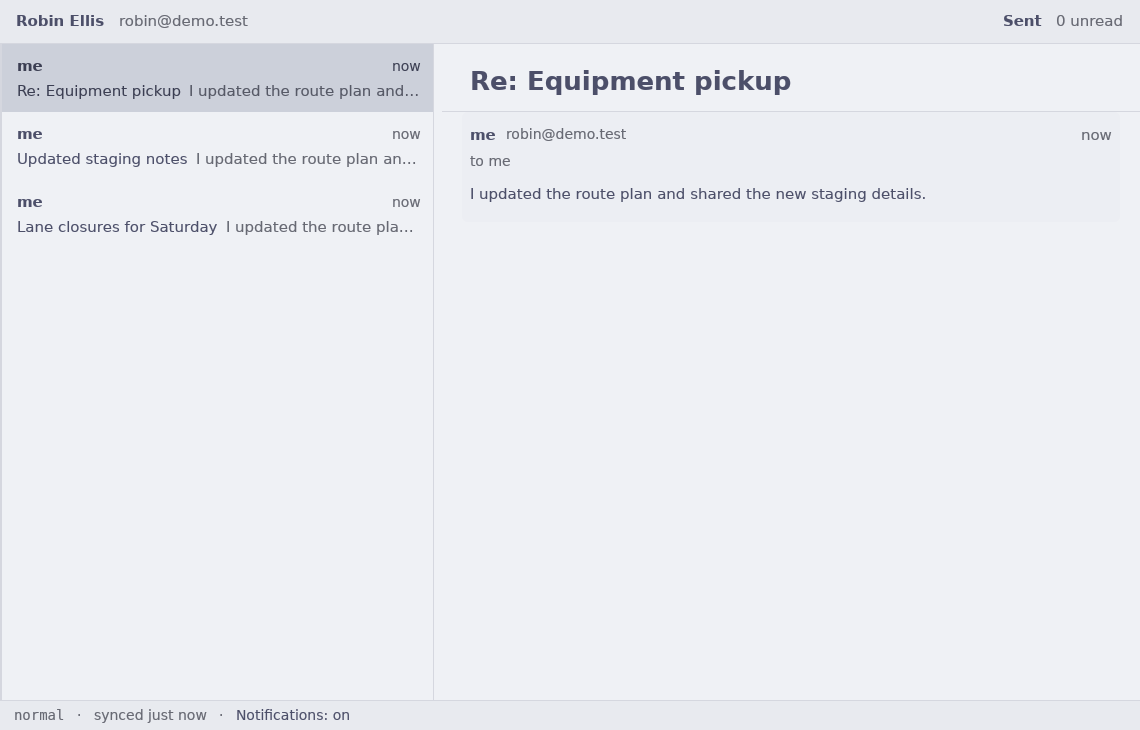 Robin Ellis robin@demo.test
Sent 0 unread
me now
Re: Equipment pickup I updated the route plan and…
me now
Updated staging notes I updated the route plan an…
me now
Lane closures for Saturday I updated the route pla…
Re: Equipment pickup
me robin@demo.test now
to me
I updated the route plan and shared the new staging details.
normal · synced just now · Notifications: on